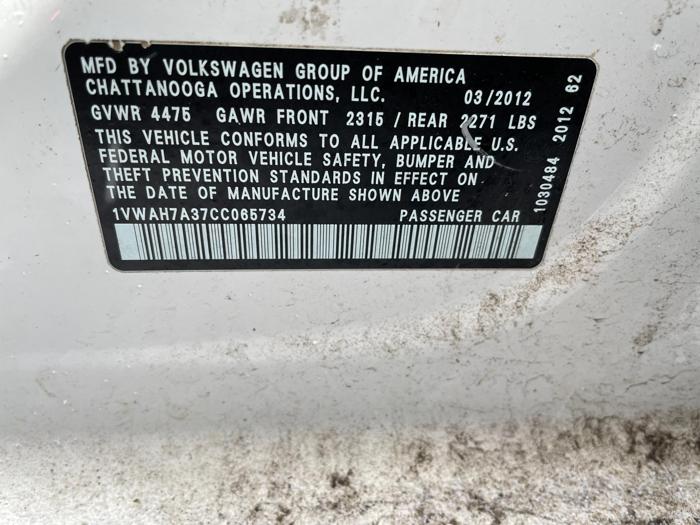 MFD BY VOLKSWAGEN GROUP OF AMERICA
CHATTANOOGA OPERATIONS, LLC. 03/2012
GVWR 4475 GAWR FRONT 2315 / REAR 2271 LBS
THIS VEHICLE CONFORMS TO ALL APPLICABLE U.S.
FEDERAL MOTOR VEHICLE SAFETY, BUMPER AND
THEFT PREVENTION STANDARDS IN EFFECT ON
THE DATE OF MANUFACTURE SHOWN ABOVE
1VWAH7A37CC065734 PASSENGER CAR
1030484 2012 62